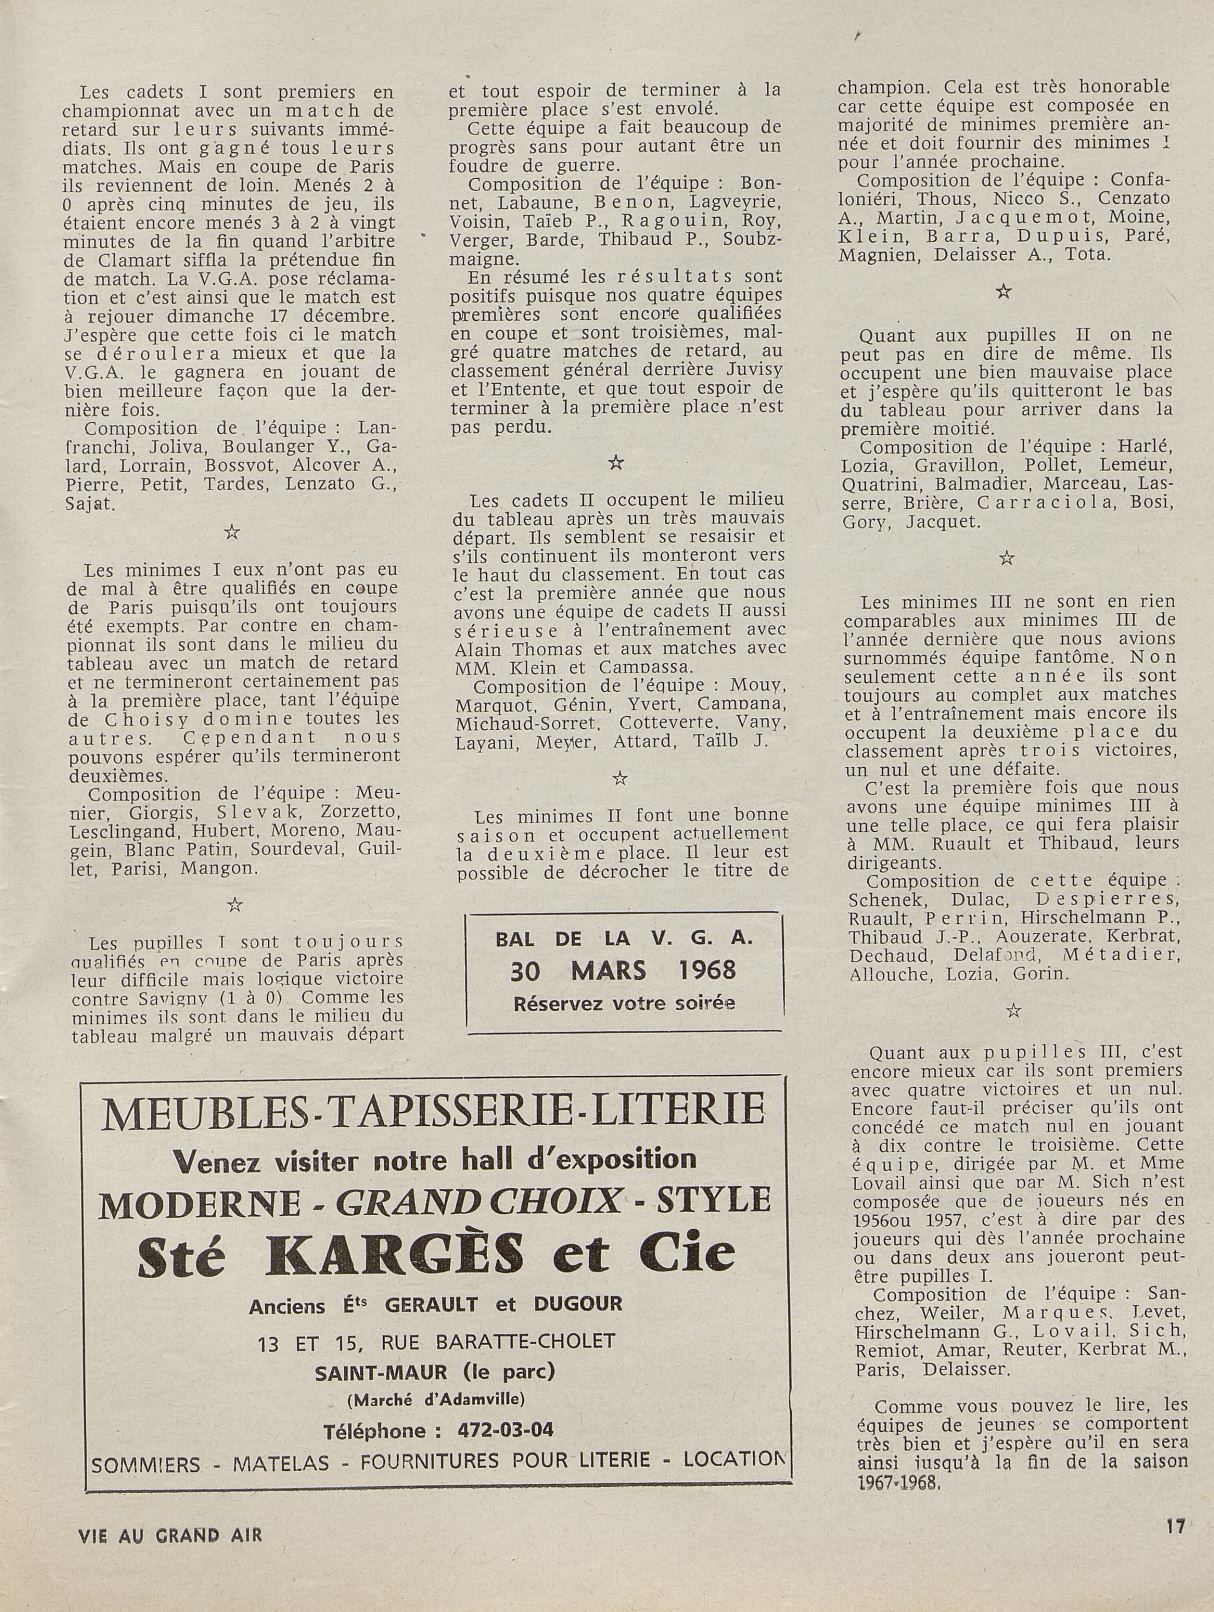 Les cadets I sont premiers en
championnat avec un match de
retard sur leurs suivants immé-
diats. Ils ont gagné tous leurs
matches. Mais en coupe de Paris
ils reviennent de loin. Menés 2 à
0 après cinq minutes de jeu, ils
étaient encore menés 3 à 2 à vingt
minutes de la fin quand l'arbitre
de Clamart siffla la prétendue fin
de match. La V.G.A. pose réclama-
tion et c'est ainsi que le match est
à rejouer dimanche 17 décembre.
J'espère que cette fois ci le match
se déroulera mieux et que la
V.G.A. le gagnera en jouant de
bien meilleure façon que la der-
nière fois.
Composition de l'équipe : Lan-
franchi, Joliva, Boulanger Y., Ga-
lard, Lorrain, Bossvot, Alcover A.,
Pierre, Petit, Tardes, Lenzato G.,
Sajat.
☆
Les minimes I eux n'ont pas eu
de mal à être qualifiés en coupe
de Paris puisqu'ils ont toujours
été exempts. Par contre en cham-
pionnat ils sont dans le milieu du
tableau avec un match de retard
et ne termineront certainement pas
à la première place, tant l'équipe
de Choisy domine toutes les
autres. Cependant nous
pouvons espérer qu'ils termineront
deuxièmes.
Composition de l'équipe : Meu-
nier, Giorgis, Slevak, Zorzetto,
Lesclingand, Hubert, Moreno, Mau-
gein, Blanc Patin, Sourdeval, Guil-
let, Parisi, Mangon.
☆
Les pupilles I sont toujours
qualifiés en coupe de Paris après
leur difficile mais logique victoire
contre Savigny (1 à 0). Comme les
minimes ils sont dans le milieu du
tableau malgré un mauvais départ
et tout espoir de terminer à la
première place s'est envolé.
Cette équipe a fait beaucoup de
progrès sans pour autant être un
foudre de guerre.
Composition de l'équipe : Bon-
net, Labaune, Benon, Lagveyrie,
Voisin, Taïeb P., Ragouin, Roy,
Verger, Barde, Thibaud P., Soubz-
maigne.
En résumé les résultats sont
positifs puisque nos quatre équipes
premières sont encore qualifiées
en coupe et sont troisièmes, mal-
gré quatre matches de retard, au
classement général derrière Juvisy
et l'Entente, et que tout espoir de
terminer à la première place n'est
pas perdu.
☆
Les cadets II occupent le milieu
du tableau après un très mauvais
départ. Ils semblent se resaisir et
s'ils continuent ils monteront vers
le haut du classement. En tout cas
c'est la première année que nous
avons une équipe de cadets II aussi
sérieuse à l'entraînement avec
Alain Thomas et aux matches avec
MM. Klein et Campassa.
Composition de l'équipe : Mouy,
Marquot, Génin, Yvert, Campana,
Michaud-Sorret, Cotteverte, Vany,
Layani, Meyer, Attard, Taïlb J.
☆
Les minimes II font une bonne
saison et occupent actuellement
la deuxième place. Il leur est
possible de décrocher le titre de
BAL DE LA V. G. A.
30 MARS 1968
Réservez votre soirée
MEUBLES-TAPISSERIE-LITERIE
Venez visiter notre hall d'exposition
MODERNE - GRAND CHOIX - STYLE
Sté KARGÈS et Cie
Anciens Éts GERAULT et DUGOUR
13 ET 15, RUE BARATTE-CHOLET
SAINT-MAUR (le parc)
(Marché d'Adamville)
Téléphone : 472-03-04
SOMMIERS - MATELAS - FOURNITURES POUR LITERIE - LOCATION
champion. Cela est très honorable
car cette équipe est composée en
majorité de minimes première an-
née et doit fournir des minimes I
pour l'année prochaine.
Composition de l'équipe : Confa-
loniéri, Thous, Nicco S., Cenzato
A., Martin, Jacquemot, Moine,
Klein, Barra, Dupuis, Paré,
Magnien, Delaisser A., Tota.
☆
Quant aux pupilles II on ne
peut pas en dire de même. Ils
occupent une bien mauvaise place
et j'espère qu'ils quitteront le bas
du tableau pour arriver dans la
première moitié.
Composition de l'équipe : Harlé,
Lozia, Gravillon, Pollet, Lemeur,
Quatrini, Balmadier, Marceau, Las-
serre, Brière, Carraciola, Bosi,
Gory, Jacquet.
☆
Les minimes III ne sont en rien
comparables aux minimes III de
l'année dernière que nous avions
surnommés équipe fantôme. Non
seulement cette année ils sont
toujours au complet aux matches
et à l'entraînement mais encore ils
occupent la deuxième place du
classement après trois victoires,
un nul et une défaite.
C'est la première fois que nous
avons une équipe minimes III à
une telle place, ce qui fera plaisir
à MM. Ruault et Thibaud, leurs
dirigeants.
Composition de cette équipe :
Schenek, Dulac, Despierres,
Ruault, Perrin, Hirschelmann P.,
Thibaud J.-P., Aouzerate, Kerbrat,
Dechaud, Delafond, Métadier,
Allouche, Lozia, Gorin.
☆
Quant aux pupilles III, c'est
encore mieux car ils sont premiers
avec quatre victoires et un nul.
Encore faut-il préciser qu'ils ont
concédé ce match nul en jouant
à dix contre le troisième. Cette
équipe, dirigée par M. et Mme
Lovail ainsi que par M. Sich n'est
composée que de joueurs nés en
1956ou 1957, c'est à dire par des
joueurs qui dès l'année prochaine
ou dans deux ans joueront peut-
être pupilles I.
Composition de l'équipe : San-
chez, Weiler, Marques, Levet,
Hirschelmann G., Lovail, Sich,
Remiot, Amar, Reuter, Kerbrat M.,
Paris, Delaisser.
Comme vous pouvez le lire, les
équipes de jeunes se comportent
très bien et j'espère qu'il en sera
ainsi jusqu'à la fin de la saison
1967-1968.
VIE AU GRAND AIR
17